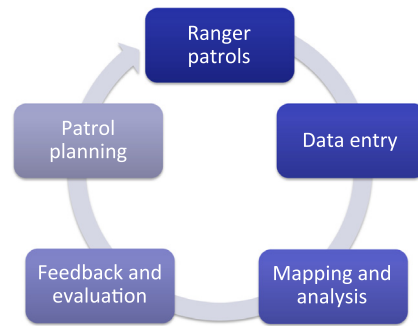 Ranger
patrols
Data entry
Mapping and
analysis
Feedback and
evaluation
Patrol
planning